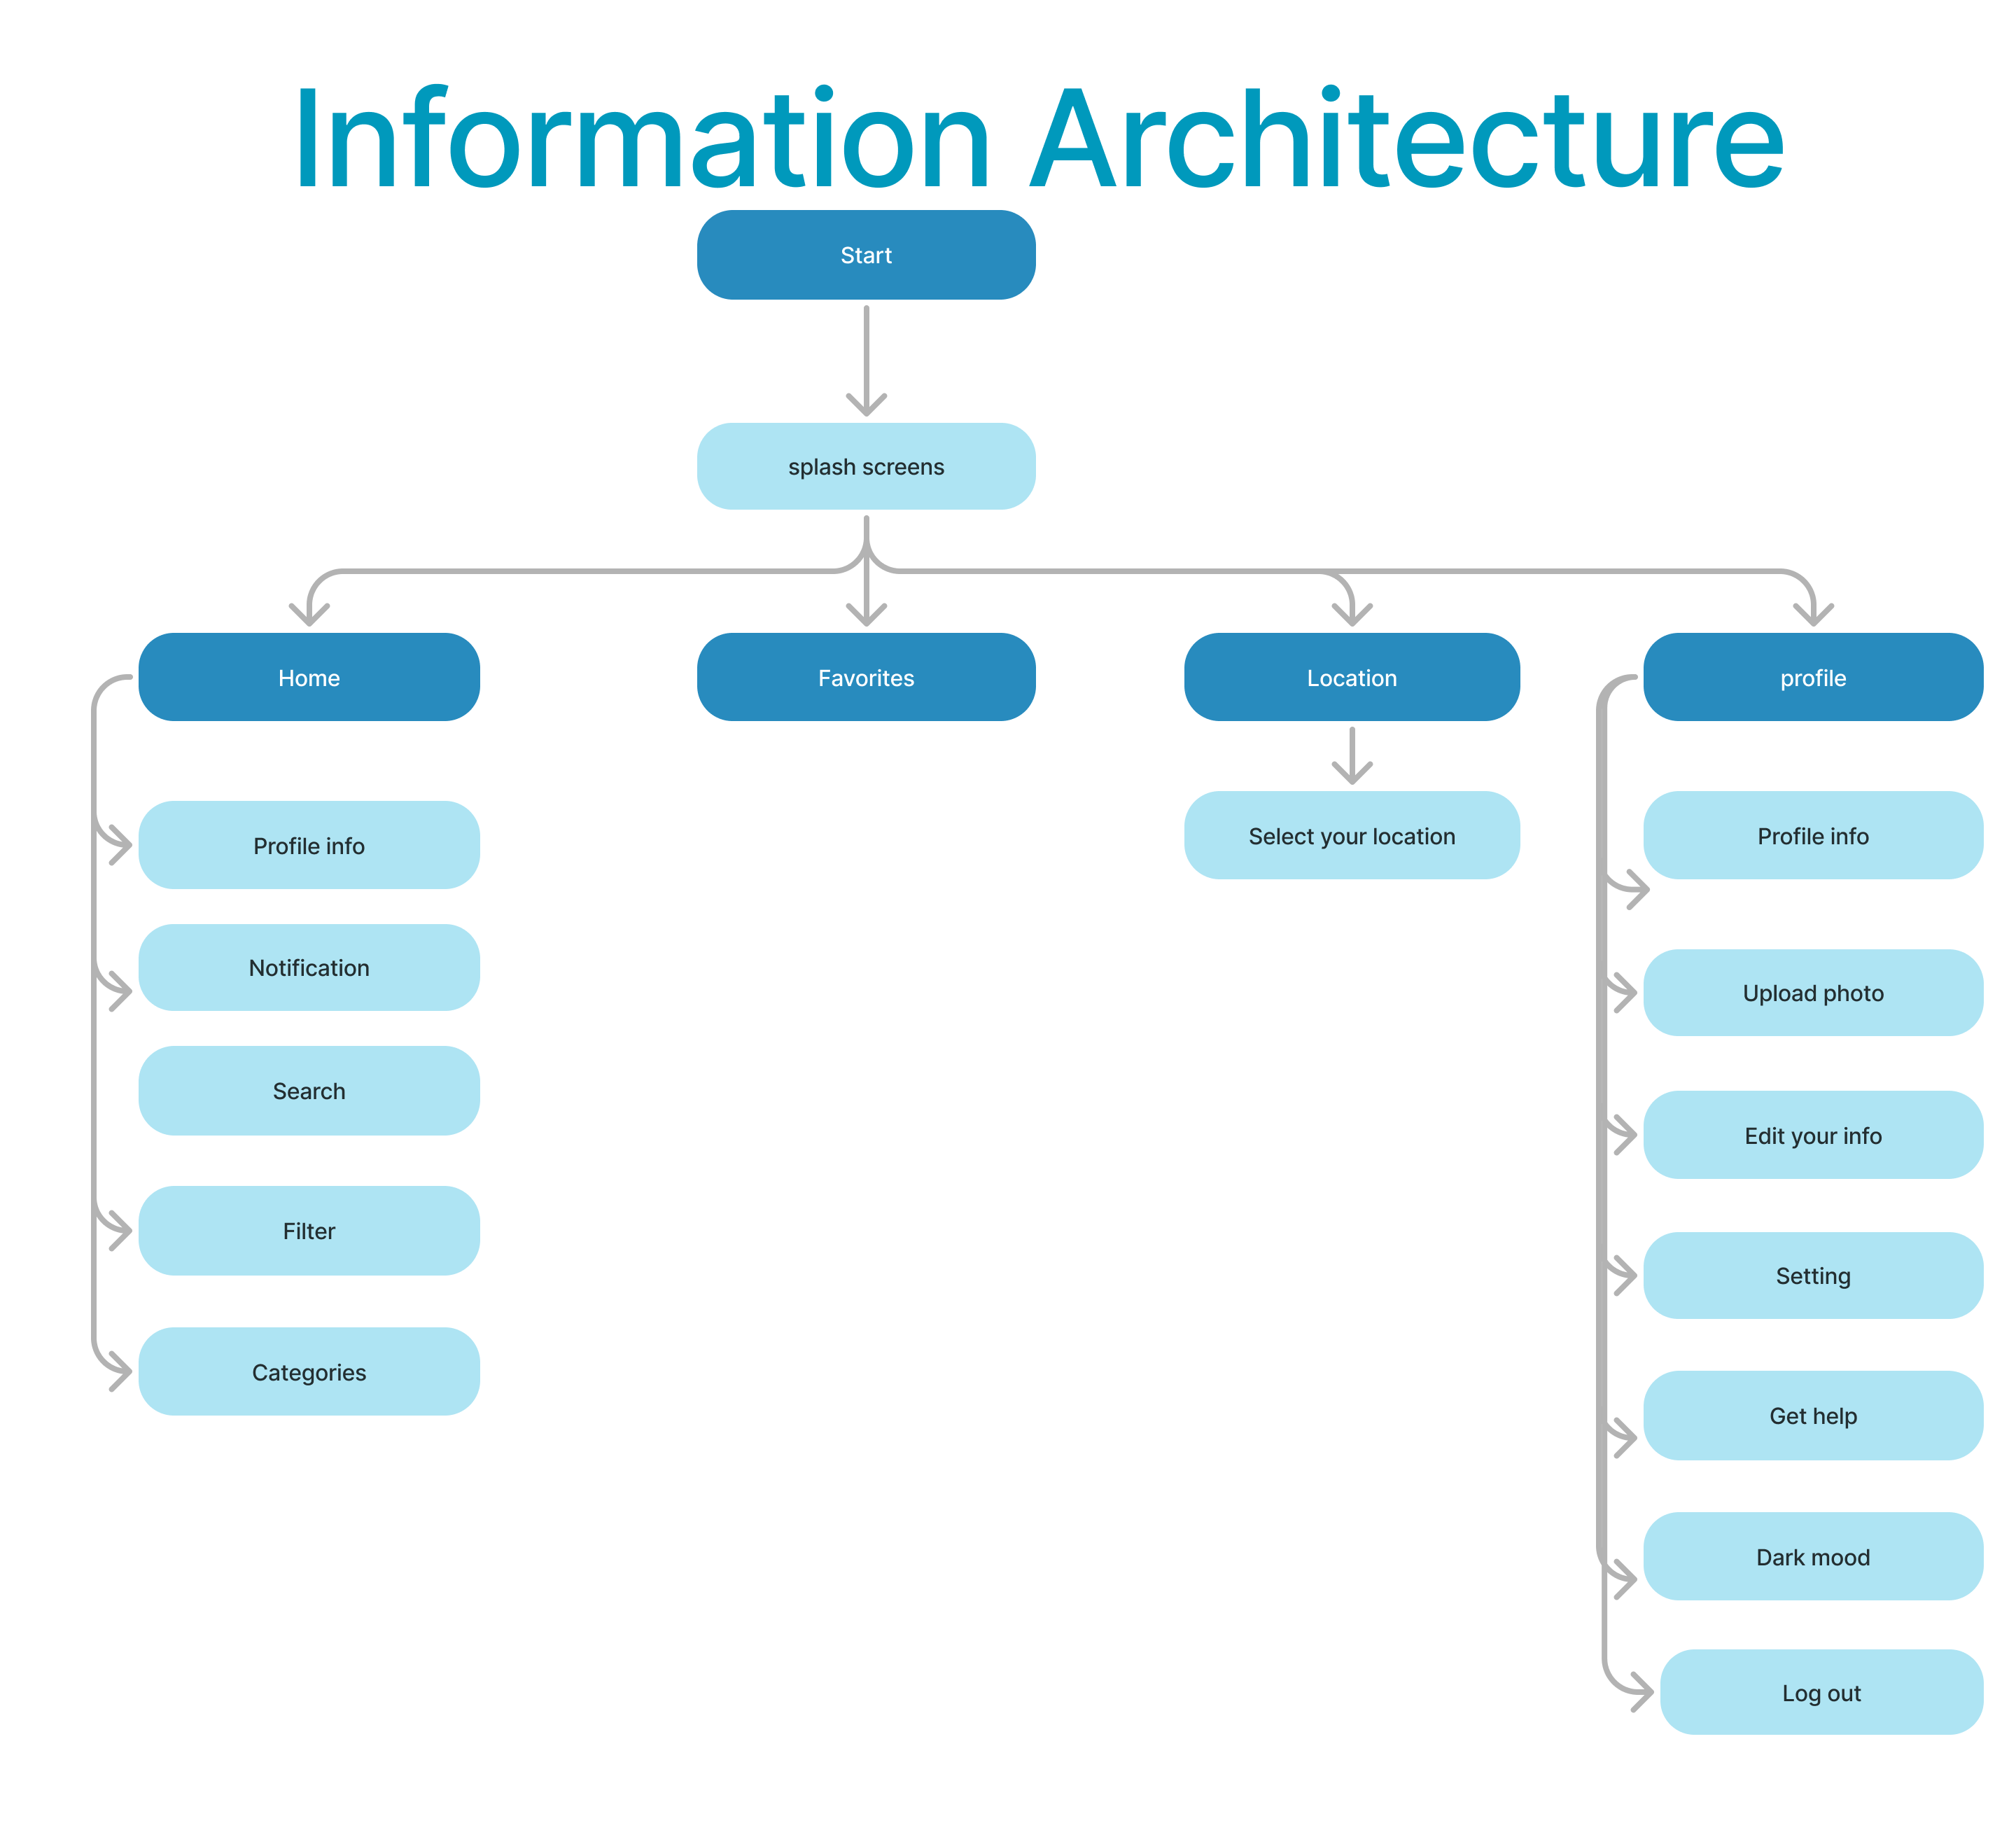 Information Architecture
Start
splash screens
Home
Favorites
Location
profile
Profile info
Notification
Search
Filter
Categories
Select your location
Profile info
Upload photo
Edit your info
Setting
Get help
Dark mood
Log out